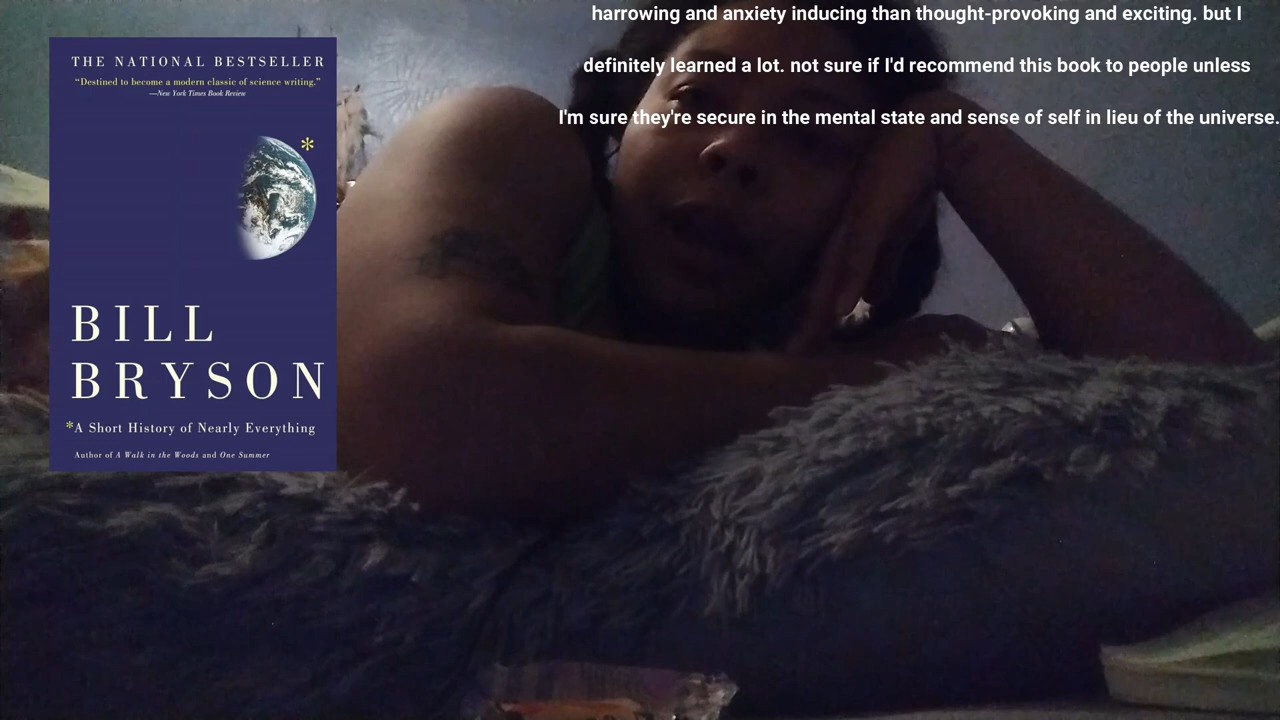 THE NATIONAL BESTSELLER
“Destined to become a modern classic of science writing.”
—New York Times Book Review
*
BILL
BRYSON
*A Short History of Nearly Everything
Author of A Walk in the Woods and One Summer
harrowing and anxiety inducing than thought-provoking and exciting. but I
definitely learned a lot. not sure if I'd recommend this book to people unless
I'm sure they're secure in the mental state and sense of self in lieu of the universe.